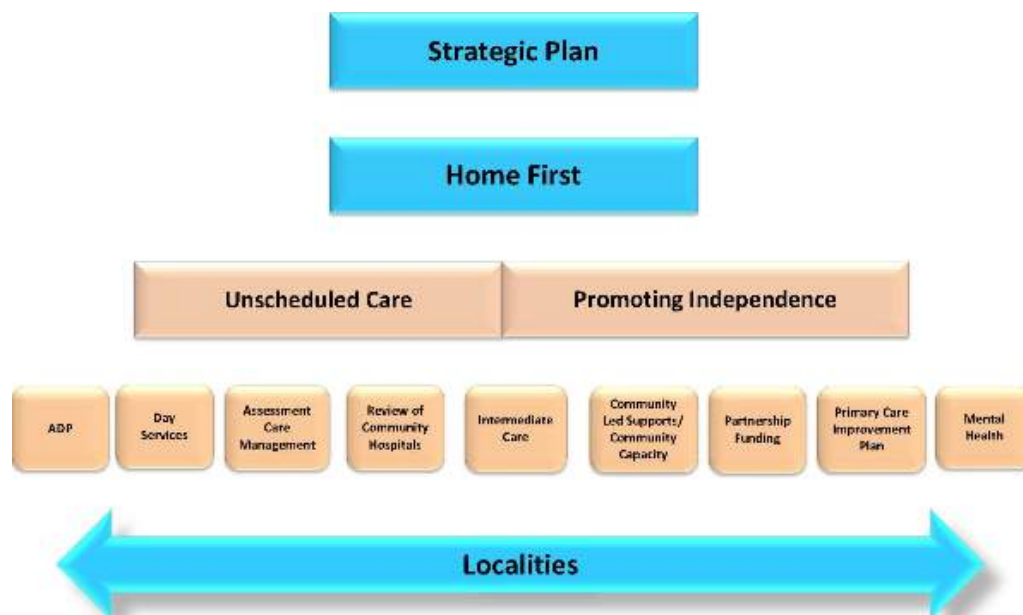 Strategic Plan
Home First
Unscheduled Care
Promoting Independence
ADP
Day
Services
Assessment
Care
Management
Review of
Community
Hospitals
Intermediate
Care
Community
Led Supports/
Community
Capacity
Partnership
Funding
Primary Care
Improvement
Plan
Mental
Health
Localities